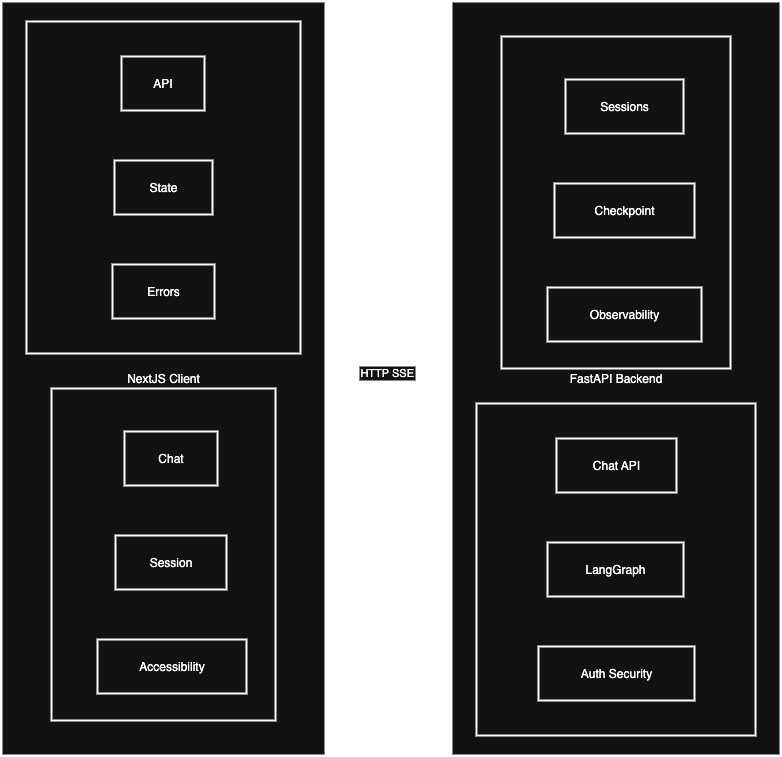 API
State
Errors
NextJS Client
Chat
Session
Accessibility
HTTP SSE
Sessions
Checkpoint
Observability
FastAPI Backend
Chat API
LangGraph
Auth Security